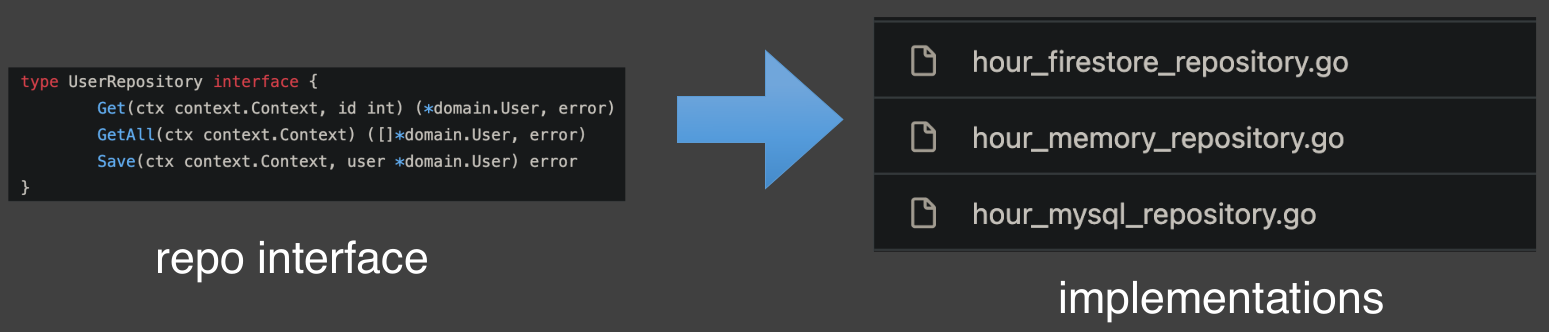 type UserRepository interface {
Get(ctx context.Context, id int) (*domain.User, error)
GetAll(ctx context.Context) ([]*domain.User, error)
Save(ctx context.Context, user *domain.User) error
}
repo interface
hour_firestore_repository.go
hour_memory_repository.go
hour_mysql_repository.go
implementations